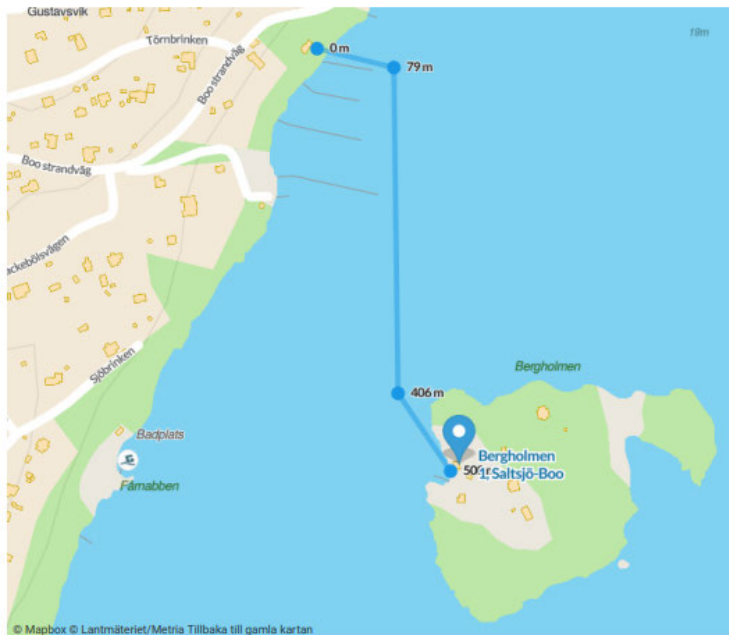 Gustavsvik
19m
Törnbrinken
0 m
Boo strandväg
79 m
Boo strandväg
ackebölsvägen
Sjöbrinken
Bergholmen
406 m
Badplats
Bergholmen
1, Saltsjö-Boo
Fårnabben
© Mapbox © Lantmäteriet/Metria Tillbaka till gamla kartan